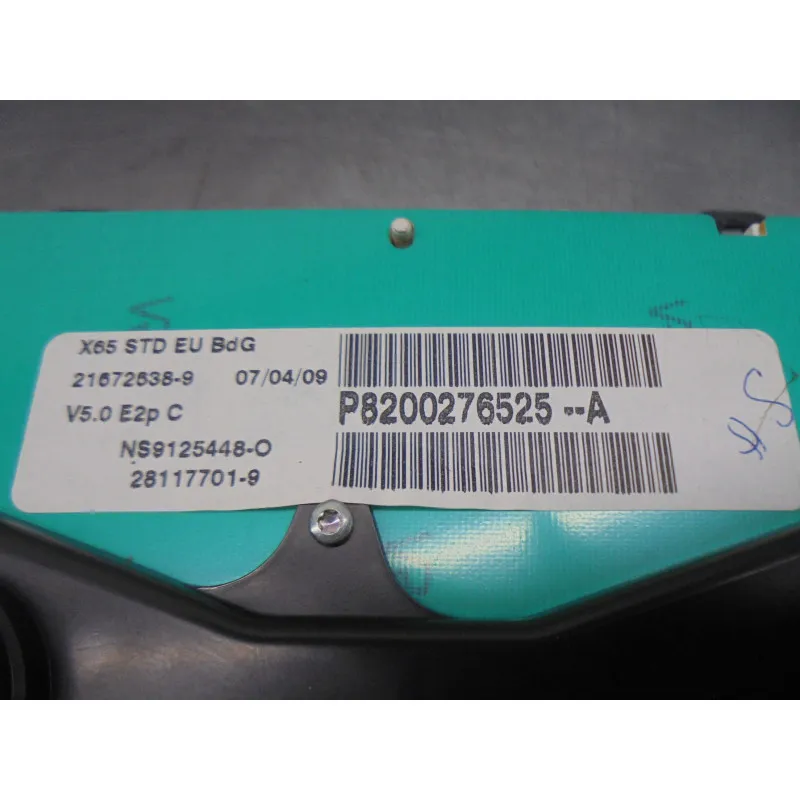 X65 STD EU BdG
21672638-9 07/04/09
V5.0 E2p C
P8200276525--A
NS9125448-O
28117701-9